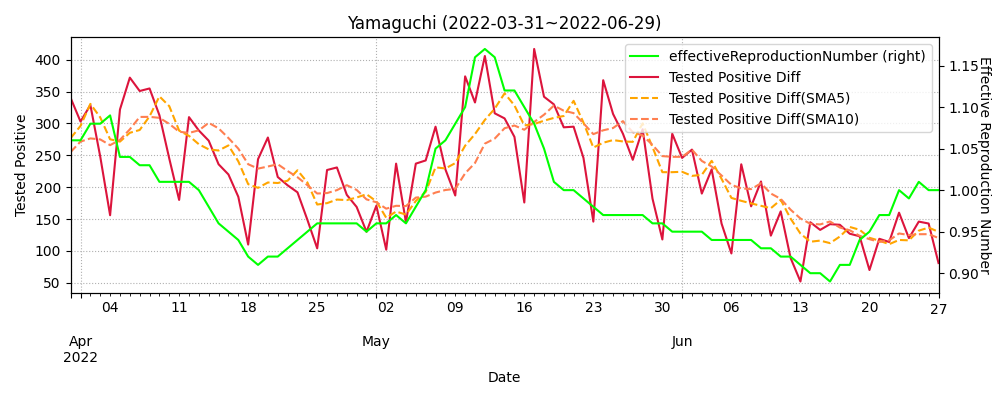 Yamaguchi (2022-03-31~2022-06-29)
effectiveReproductionNumber (right)
Tested Positive Diff
Tested Positive Diff(SMA5)
Tested Positive Diff(SMA10)
Tested Positive
400
350
300
250
200
150
100
50
1.15
1.10
1.05
1.00
0.95
0.90
Effective Reproduction Number
04 11 18 25 02 09 16 23 30 06 13 20 27
Apr May Jun
2022
Date